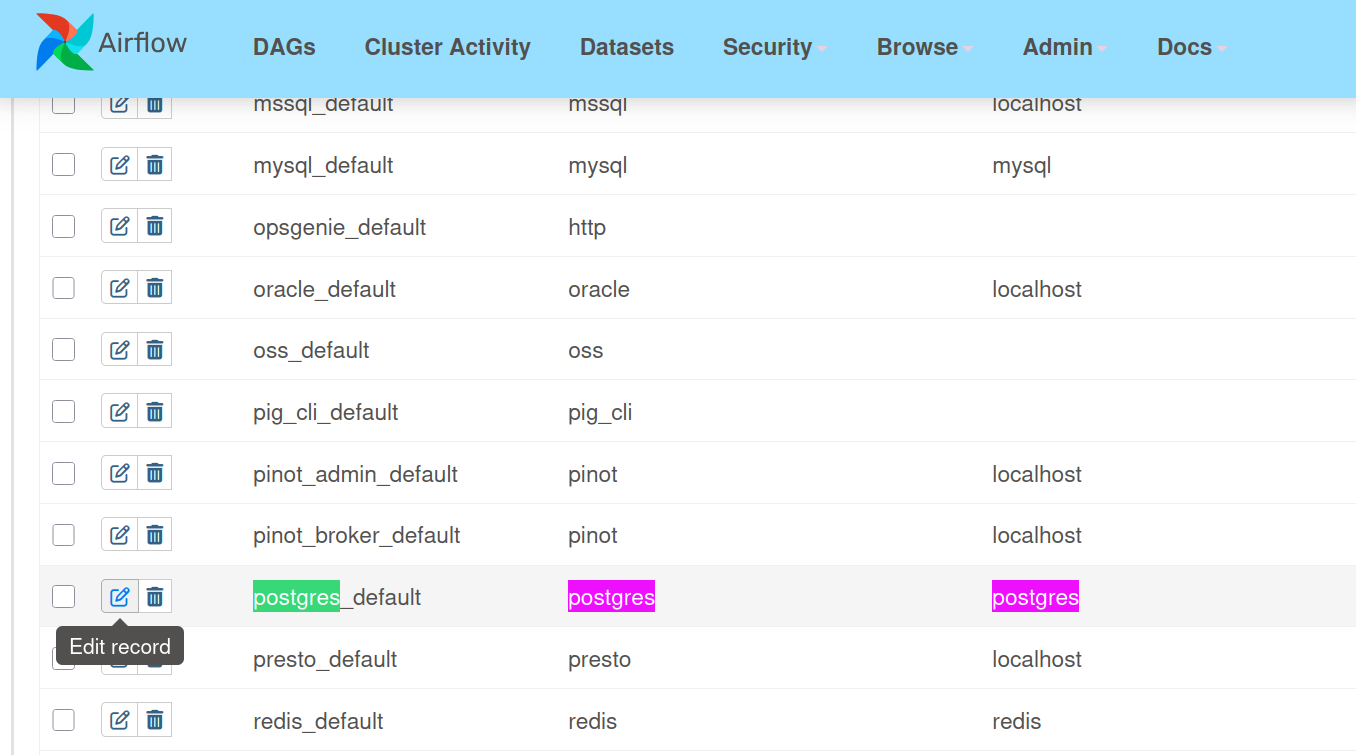 Airflow DAGs Cluster Activity Datasets Security Browse Admin Docs
mssql_default mssql localhost
mysql_default mysql mysql
opsgenie_default http
oracle_default oracle localhost
oss_default oss
pig_cli_default pig_cli
pinot_admin_default pinot localhost
pinot_broker_default pinot localhost
postgres_default postgres postgres
Edit record
presto_default presto localhost
redis_default redis redis